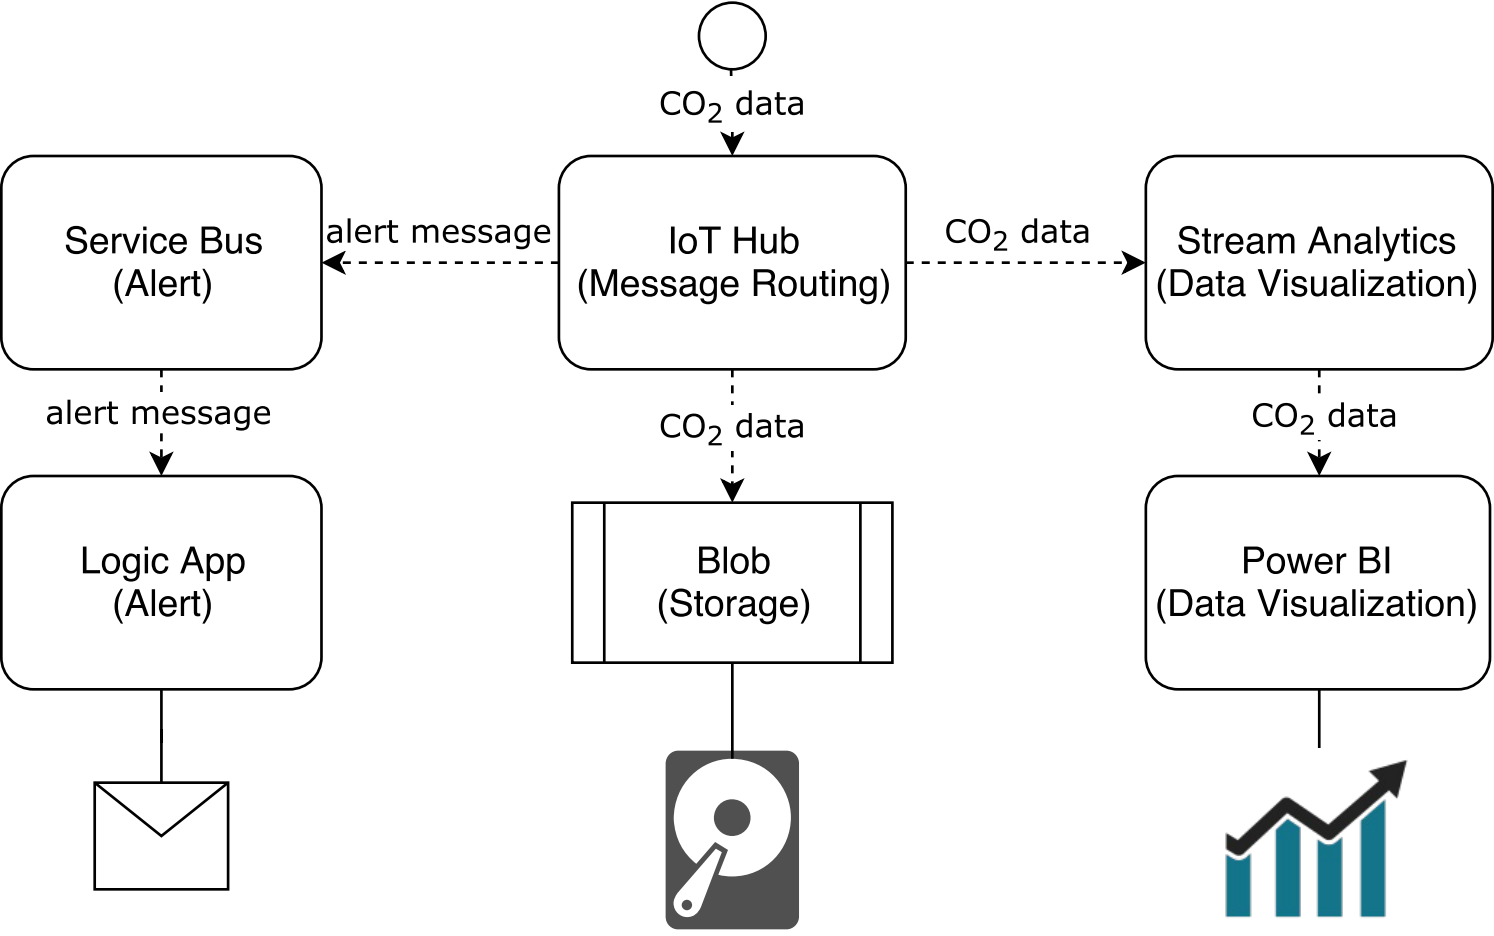 CO₂ data
Service Bus
(Alert)
alert message
IoT Hub
(Message Routing)
CO₂ data
Stream Analytics
(Data Visualization)
alert message
CO₂ data
CO₂ data
Logic App
(Alert)
Blob
(Storage)
Power BI
(Data Visualization)